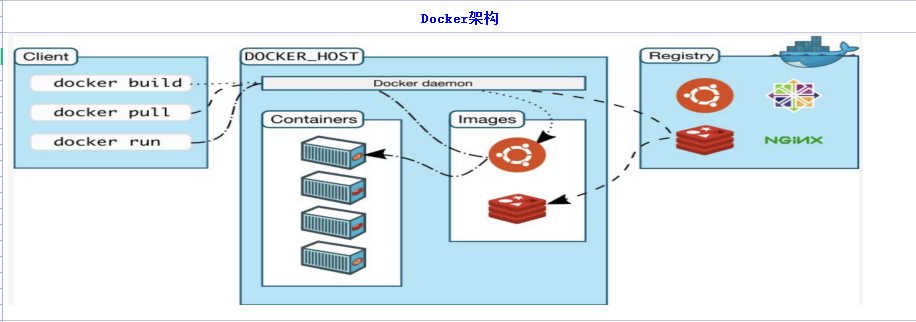 Docker架构
Client
docker build
docker pull
docker run
DOCKER_HOST
Docker daemon
Containers
Images
Registry
NGINX